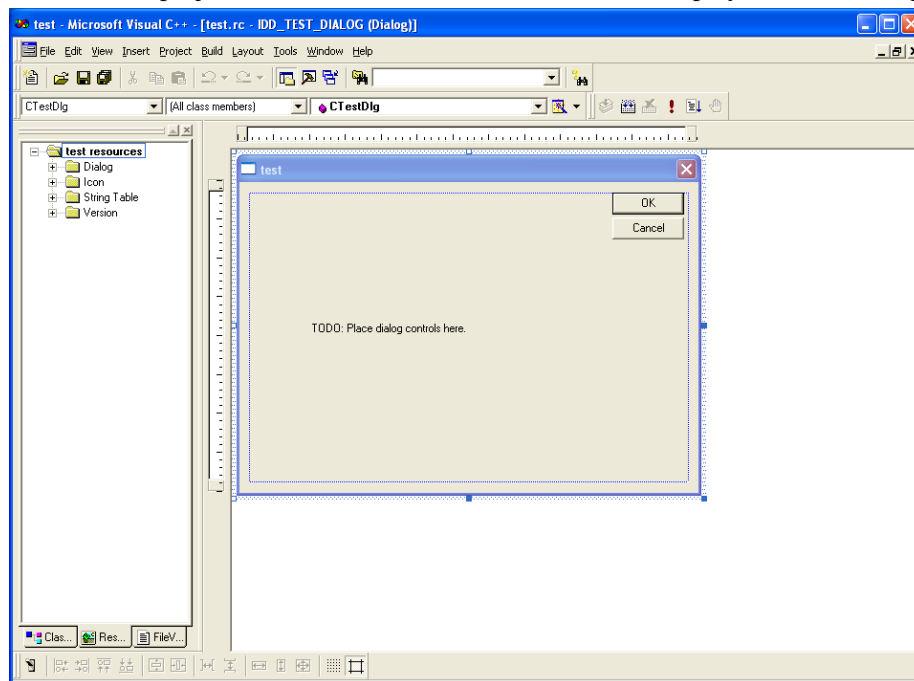 test - Microsoft Visual C++ - [test.rc - IDD_TEST_DIALOG (Dialog)]
File Edit View Insert Project Build Layout Tools Window Help
CTestDlg (All class members) CTestDlg
test resources
Dialog
Icon
String Table
Version
test
OK
Cancel
TODO: Place dialog controls here.
Clas... Res... FileV...